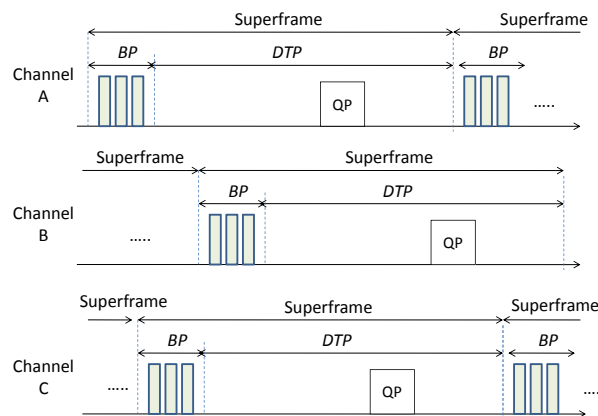 Superframe Superframe
BP DTP BP
Channel
A
QP
.....
Superframe Superframe
BP DTP
Channel
B
.....
QP
Superframe Superframe Superframe
BP DTP BP
Channel
C
.....
QP
....